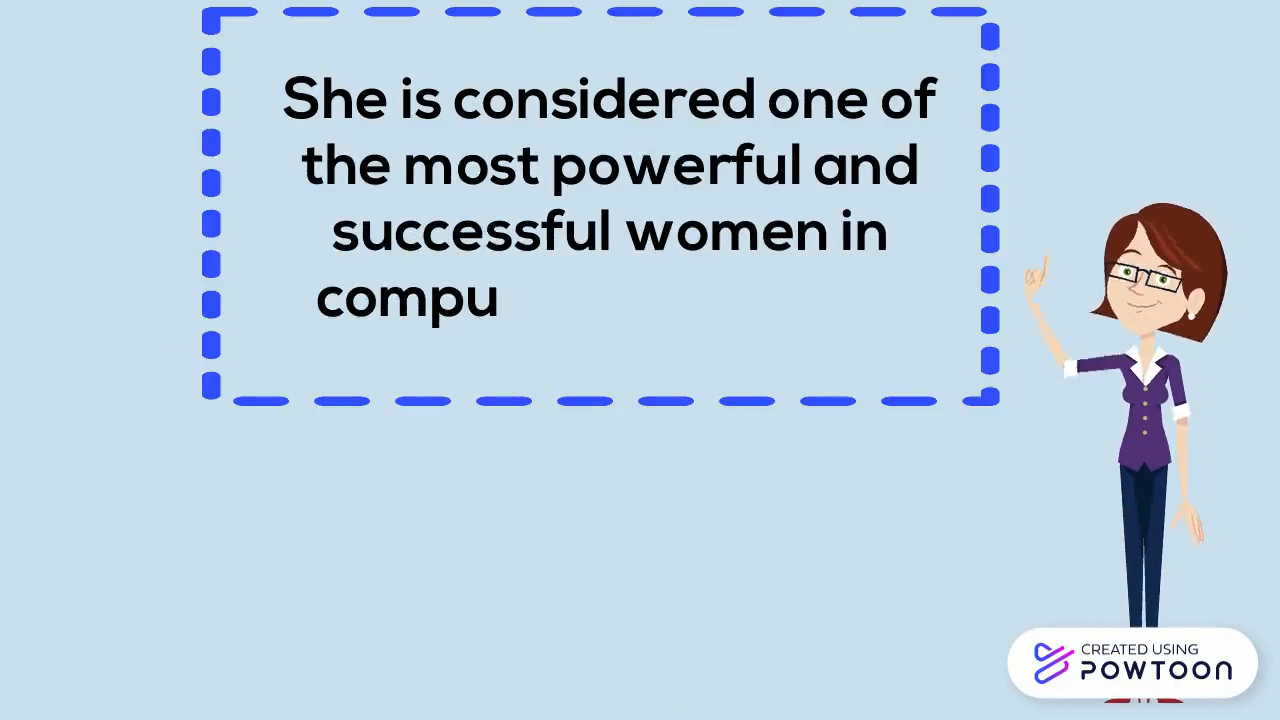 She is considered one of
the most powerful and
successful women in
compu
CREATED USING
POWTOON